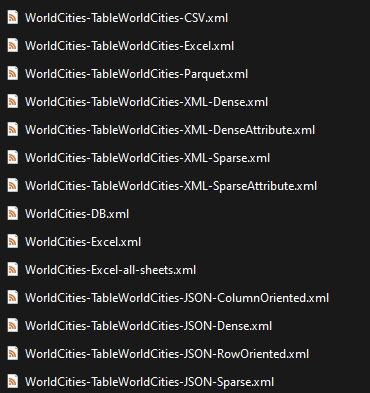 WorldCities-TableWorldCities-CSV.xml
WorldCities-TableWorldCities-Excel.xml
WorldCities-TableWorldCities-Parquet.xml
WorldCities-TableWorldCities-XML-Dense.xml
WorldCities-TableWorldCities-XML-DenseAttribute.xml
WorldCities-TableWorldCities-XML-Sparse.xml
WorldCities-TableWorldCities-XML-SparseAttribute.xml
WorldCities-DB.xml
WorldCities-Excel.xml
WorldCities-Excel-all-sheets.xml
WorldCities-TableWorldCities-JSON-ColumnOriented.xml
WorldCities-TableWorldCities-JSON-Dense.xml
WorldCities-TableWorldCities-JSON-RowOriented.xml
WorldCities-TableWorldCities-JSON-Sparse.xml